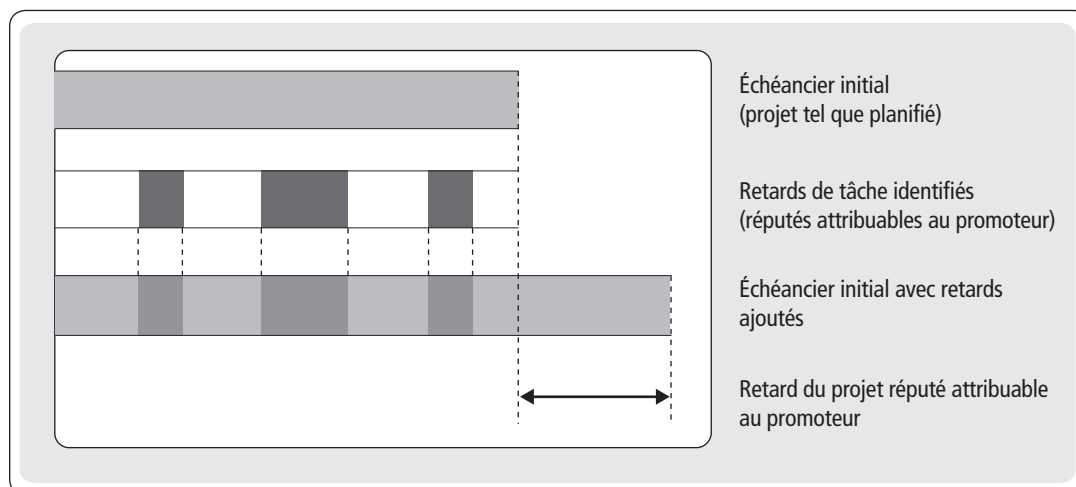 Échéancier initial
(projet tel que planifié)
Retards de tâche identifiés
(réputés attribuables au promoteur)
Échéancier initial avec retards
ajoutés
Retard du projet réputé attribuable
au promoteur